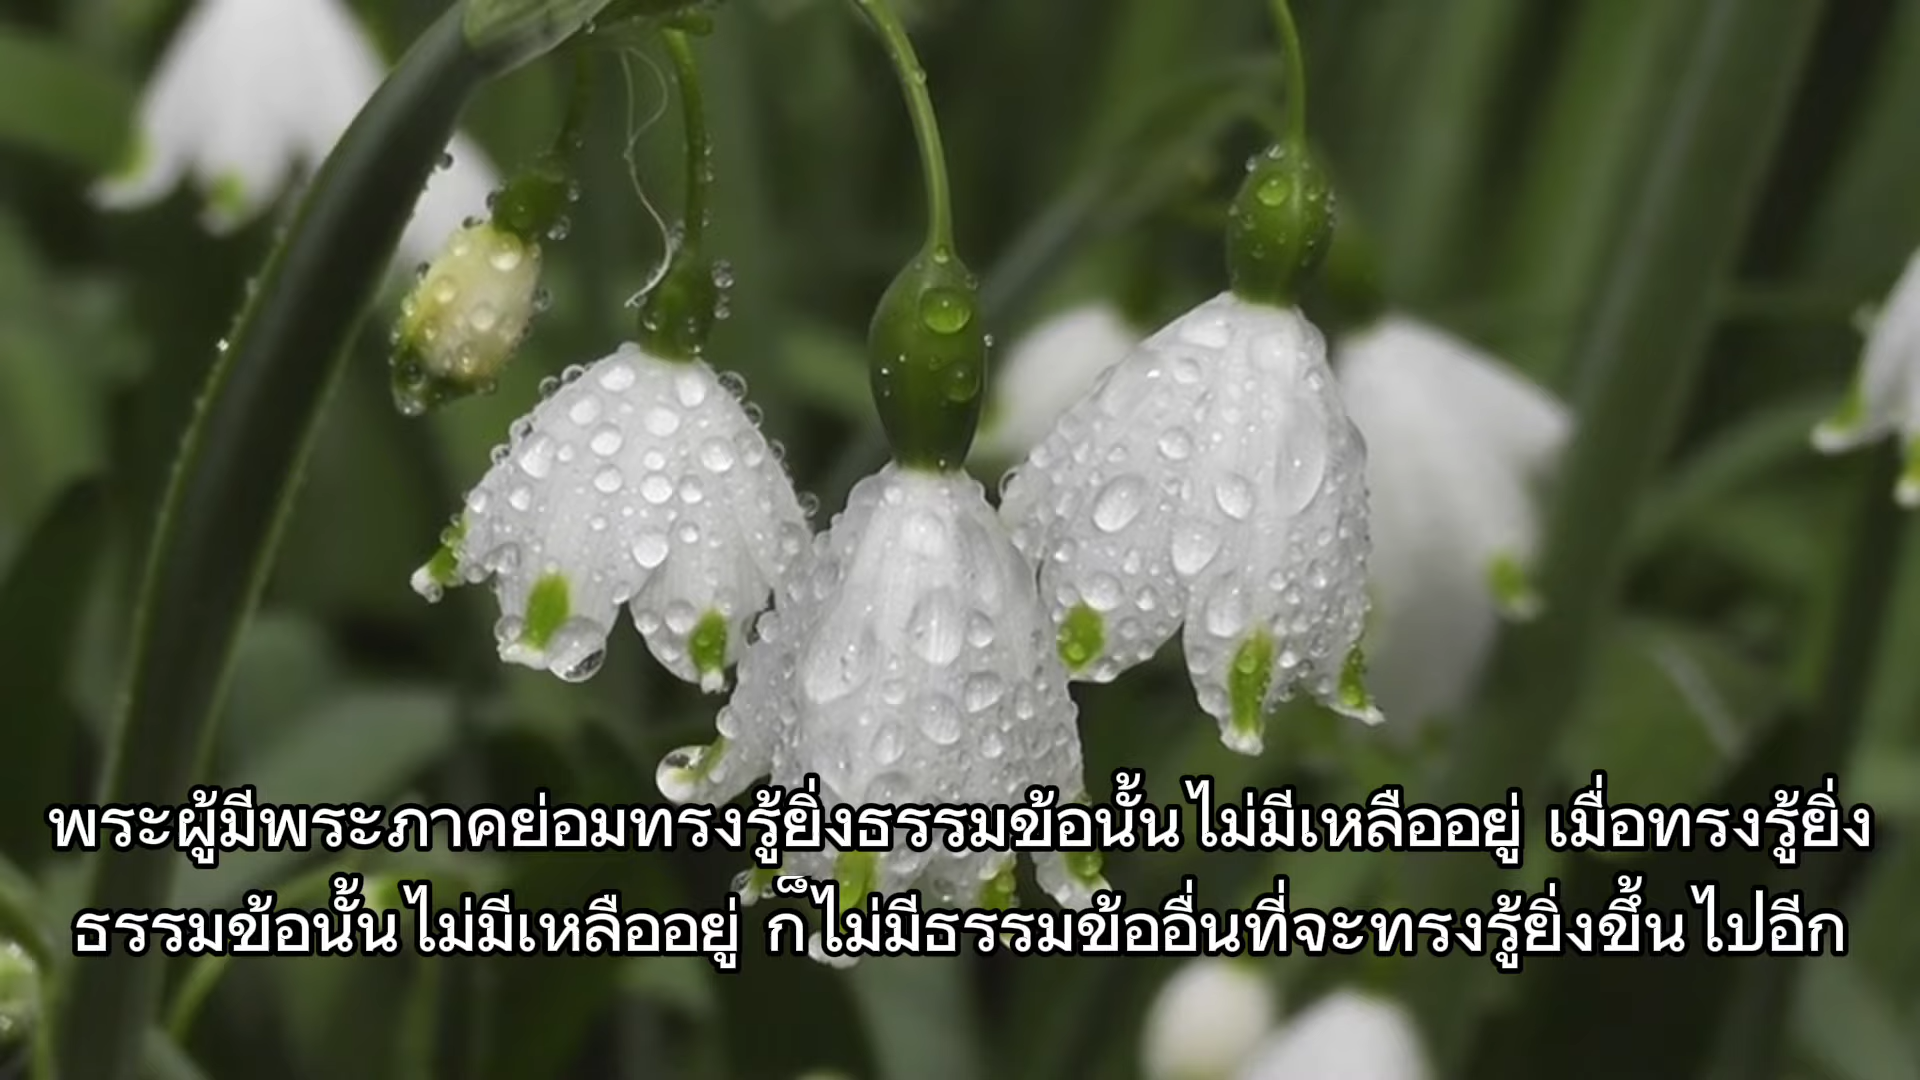 พระผู้มีพระภาคย่อมทรงรู้ยิ่งธรรมข้อนั้นไม่มีเหลืออยู่ เมื่อทรงรู้ยิ่ง
ธรรมข้อนั้นไม่มีเหลืออยู่ ก็ไม่มีธรรมข้ออื่นที่จะทรงรู้ยิ่งขึ้นไปอีก